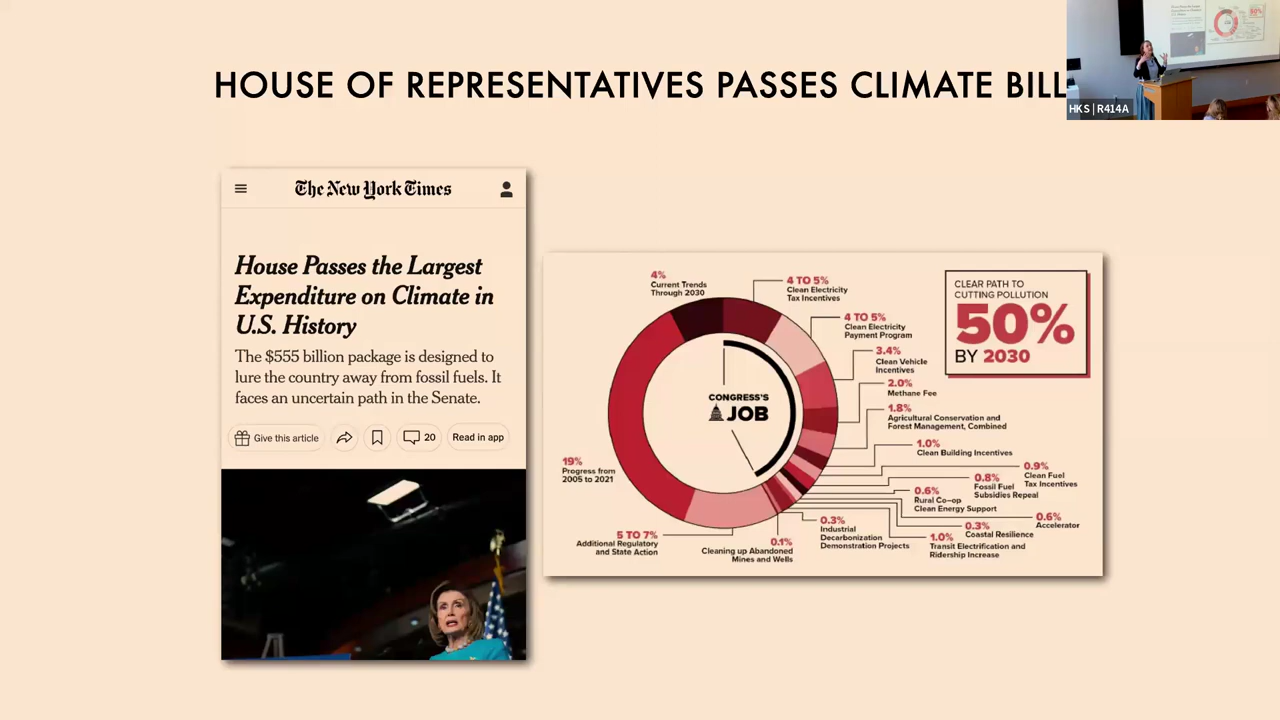 HOUSE OF REPRESENTATIVES PASSES CLIMATE BILL
HKS | R414A
The New York Times
House Passes the Largest
Expenditure on Climate in
U.S. History
The $555 billion package is designed to
lure the country away from fossil fuels. It
faces an uncertain path in the Senate.
Give this article
20
Read in app
4%
Current Trends
Through 2030
4 TO 5%
Clean Electricity
Tax Incentives
4 TO 5%
Clean Electricity
Payment Program
3.4%
Clean Vehicle
Incentives
2.0%
Methane Fee
1.8%
Agricultural Conservation and
Forest Management, Combined
1.0%
Clean Building Incentives
0.9%
Clean Fuel
Tax Incentives
0.8%
Fossil Fuel
Subsidies Repeal
0.6%
Rural Co-op
Clean Energy Support
0.6%
Accelerator
0.3%
Coastal Resilience
1.0%
Transit Electrification and
Ridership Increase
0.3%
Industrial
Decarbonization
Demonstration Projects
0.1%
Cleaning up Abandoned
Mines and Wells
5 TO 7%
Additional Regulatory
and State Action
19%
Progress from
2005 to 2021
CONGRESS'S
JOB
CLEAR PATH TO
CUTTING POLLUTION
50%
BY 2030